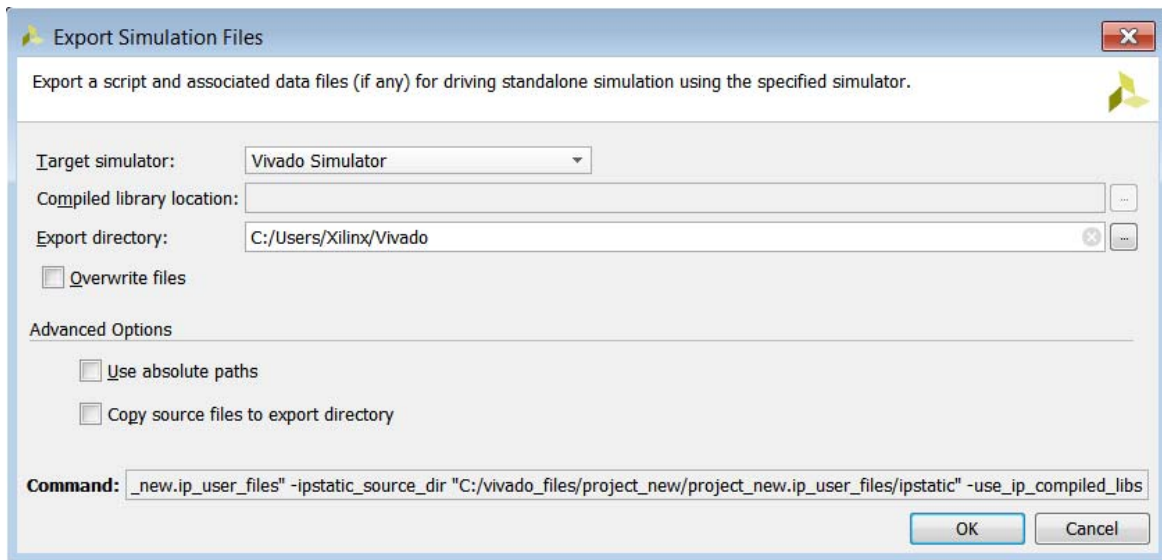 Export Simulation Files
Export a script and associated data files (if any) for driving standalone simulation using the specified simulator.
Target simulator: Vivado Simulator
Compiled library location: ...
Export directory: C:/Users/Xilinx/Vivado ...
Overwrite files
Advanced Options
Use absolute paths
Copy source files to export directory
Command: _new.ip_user_files" -ipstatic_source_dir "C:/vivado_files/project_new/project_new.ip_user_files/ipstatic" -use_ip_compiled_libs
OK Cancel